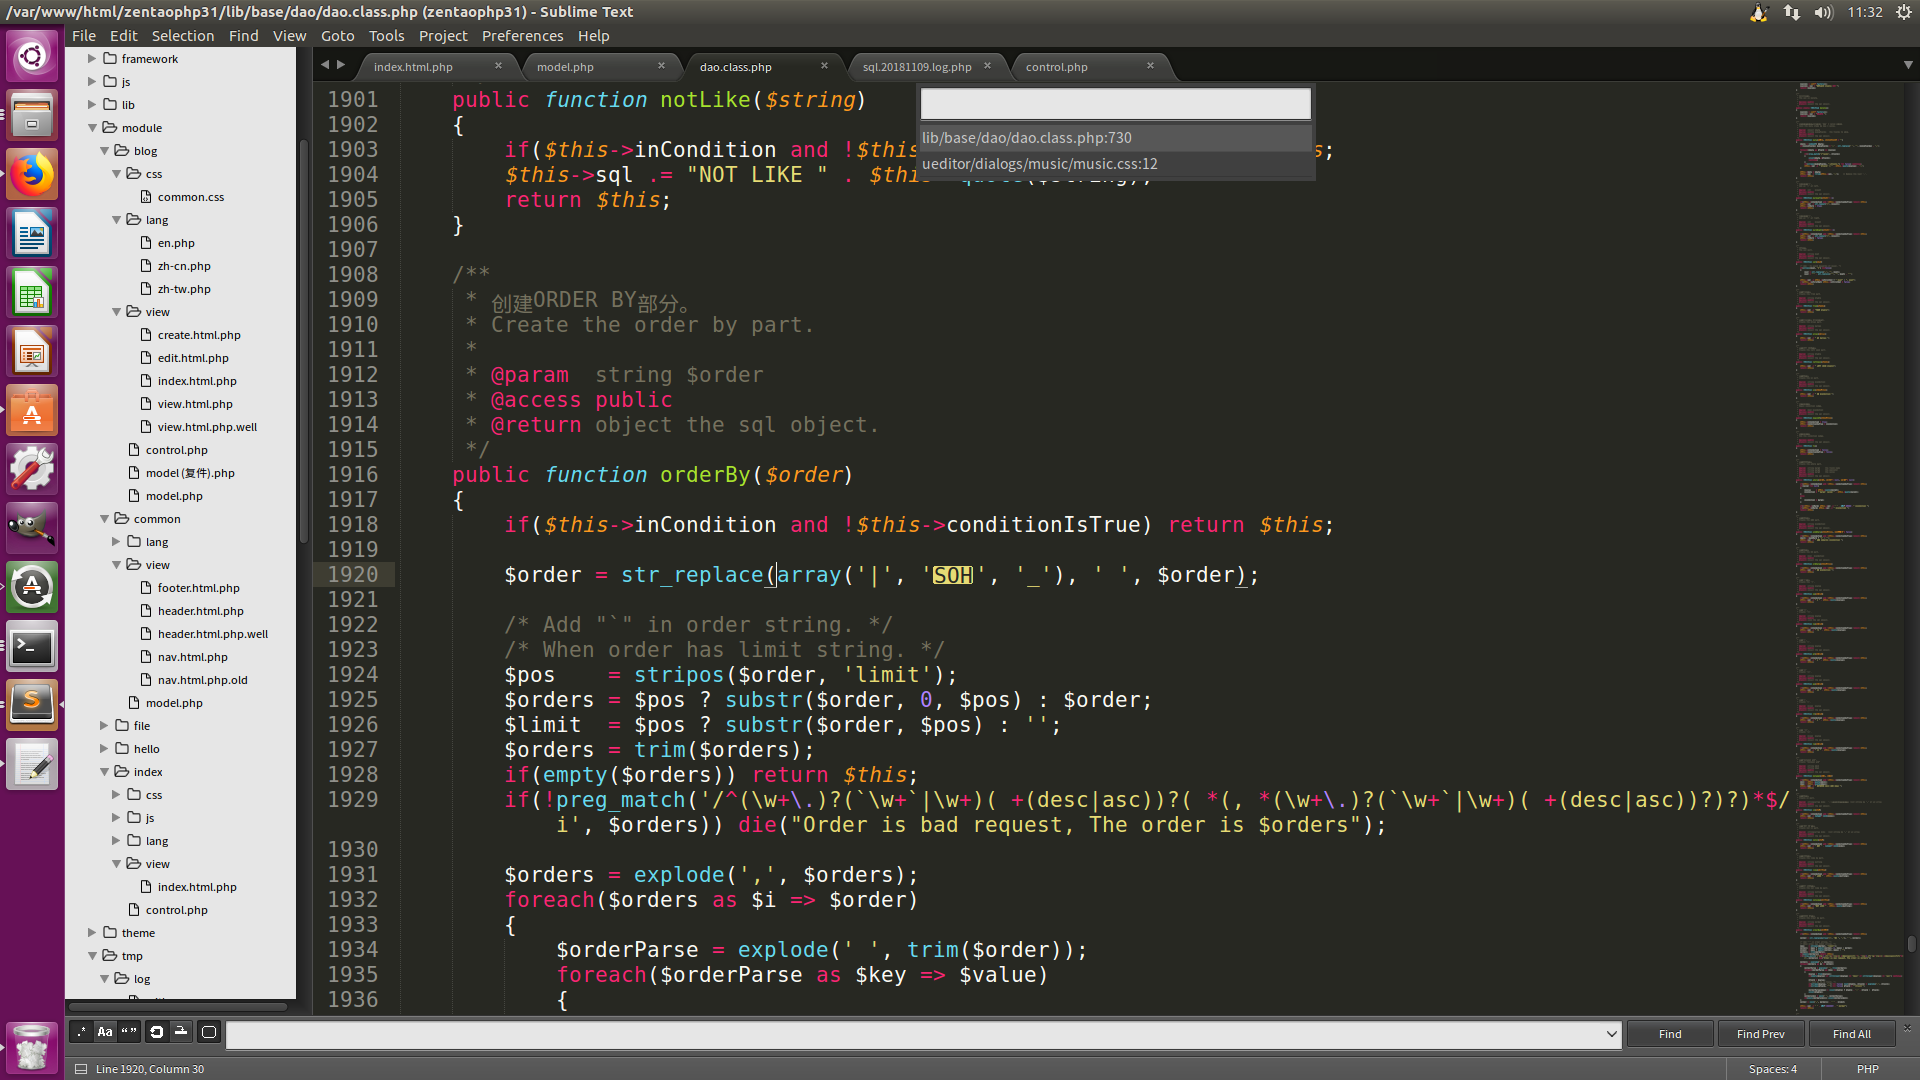 /var/www/html/zentaophp31/lib/base/dao/dao.class.php (zentaophp31) - Sublime Text
11:32
File Edit Selection Find View Goto Tools Project Preferences Help
framework
js
lib
module
blog
css
common.css
lang
en.php
zh-cn.php
zh-tw.php
view
create.html.php
edit.html.php
index.html.php
view.html.php
view.html.php.well
control.php
model (复件).php
model.php
common
lang
view
footer.html.php
header.html.php
header.html.php.well
nav.html.php
nav.html.php.old
model.php
file
hello
index
css
js
lang
view
index.html.php
control.php
theme
tmp
log
index.html.php × model.php × dao.class.php × sql.20181109.log.php × control.php ×
lib/base/dao/dao.class.php:730
ueditor/dialogs/music/music.css:12
1901 public function notLike($string)
1902 {
1903 if($this->inCondition and !$this s;
1904 $this->sql .= "NOT LIKE " . $this
1905 return $this;
1906 }
1907
1908 /**
1909 * 创建ORDER BY部分。
1910 * Create the order by part.
1911 *
1912 * @param  string $order
1913 * @access public
1914 * @return object the sql object.
1915 */
1916 public function orderBy($order)
1917 {
1918 if($this->inCondition and !$this->conditionIsTrue) return $this;
1919
1920 $order = str_replace(array('|', 'SOH', '_'), ' ', $order);
1921
1922 /* Add "`" in order string. */
1923 /* When order has limit string. */
1924 $pos    = stripos($order, 'limit');
1925 $orders = $pos ? substr($order, 0, $pos) : $order;
1926 $limit  = $pos ? substr($order, $pos) : '';
1927 $orders = trim($orders);
1928 if(empty($orders)) return $this;
1929 if(!preg_match('/^(\w+\.)?(`\w+`|\w+)( +(desc|asc))?( *(, *(\w+\.)?(`\w+`|\w+)( +(desc|asc))?)?)*$/
i', $orders)) die("Order is bad request, The order is $orders");
1930
1931 $orders = explode(',', $orders);
1932 foreach($orders as $i => $order)
1933 {
1934 $orderParse = explode(' ', trim($order));
1935 foreach($orderParse as $key => $value)
1936 {
.* Aa “” Find Find Prev Find All ×
Line 1920, Column 30 Spaces: 4 PHP